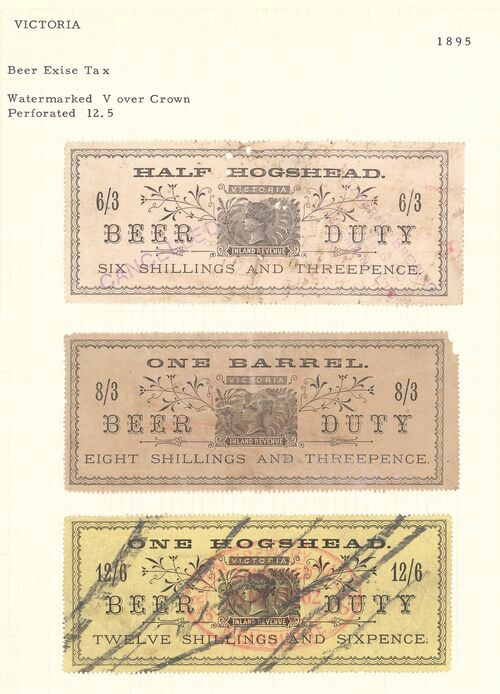 VICTORIA
1895
Beer Exise Tax
Watermarked V over Crown
Perforated 12.5
HALF HOGSHEAD.
VICTORIA
6/3 6/3
BEER DUTY
INLAND REVENUE
SIX SHILLINGS AND THREEPENCE.
CANCELLED
ONE BARREL.
VICTORIA
8/3 8/3
BEER DUTY
INLAND REVENUE
EIGHT SHILLINGS AND THREEPENCE.
ONE HOGSHEAD.
VICTORIA
12/6 12/6
BEER DUTY
INLAND REVENUE
TWELVE SHILLINGS AND SIXPENCE.